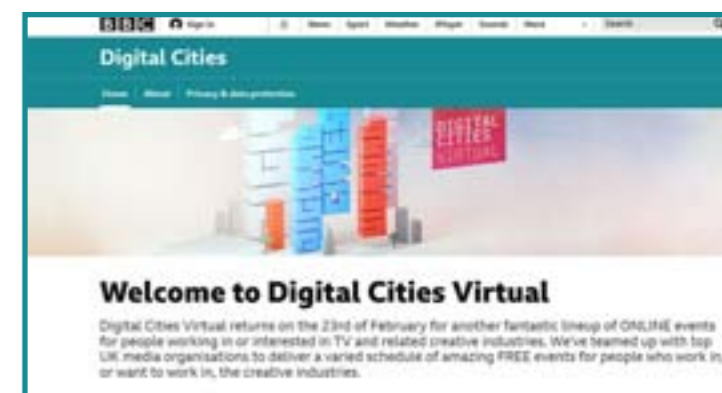 BBC Sign in News Sport Weather iPlayer Sounds More Search
Digital Cities
Home About Privacy & data protection
DIGITAL
CITIES
VIRTUAL
Welcome to Digital Cities Virtual
Digital Cities Virtual returns on the 23rd of February for another fantastic lineup of ONLINE events
for people working in or interested in TV and related creative industries. We've teamed up with top
UK media organisations to deliver a varied schedule of amazing FREE events for people who work in,
or want to work in, the creative industries.